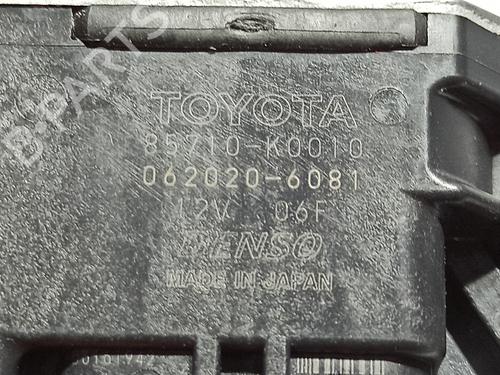 TOYOTA
85710-K0010
062020-6081
12V 06F
DENSO
MADE IN JAPAN
B-PARTS